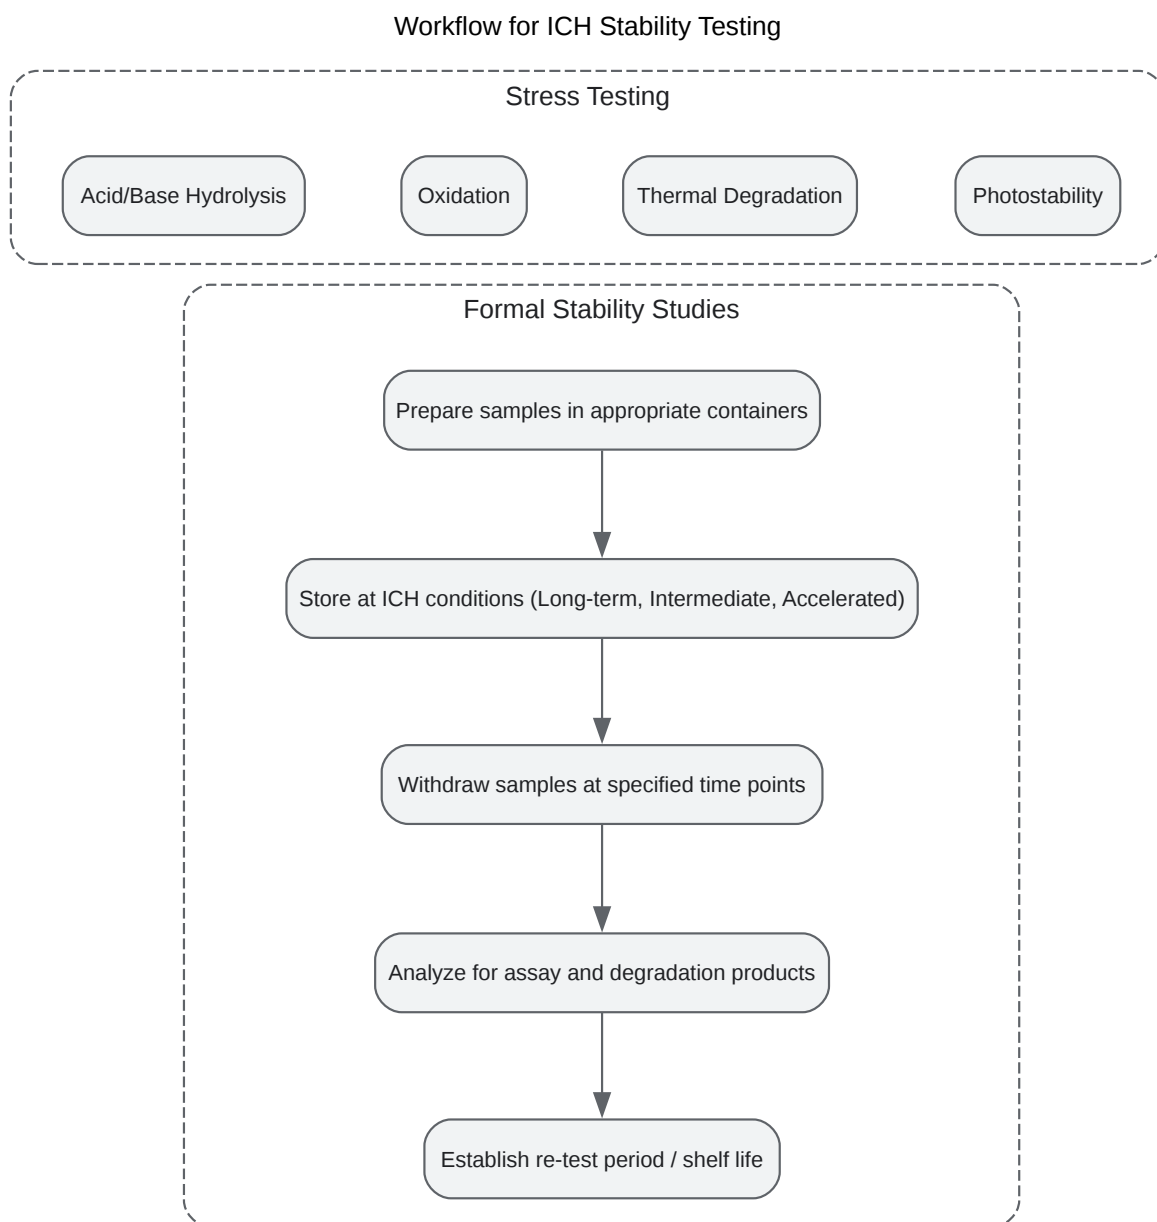 Workflow for ICH Stability Testing
Stress Testing
Acid/Base Hydrolysis
Oxidation
Thermal Degradation
Photostability
Formal Stability Studies
Prepare samples in appropriate containers
Store at ICH conditions (Long-term, Intermediate, Accelerated)
Withdraw samples at specified time points
Analyze for assay and degradation products
Establish re-test period / shelf life